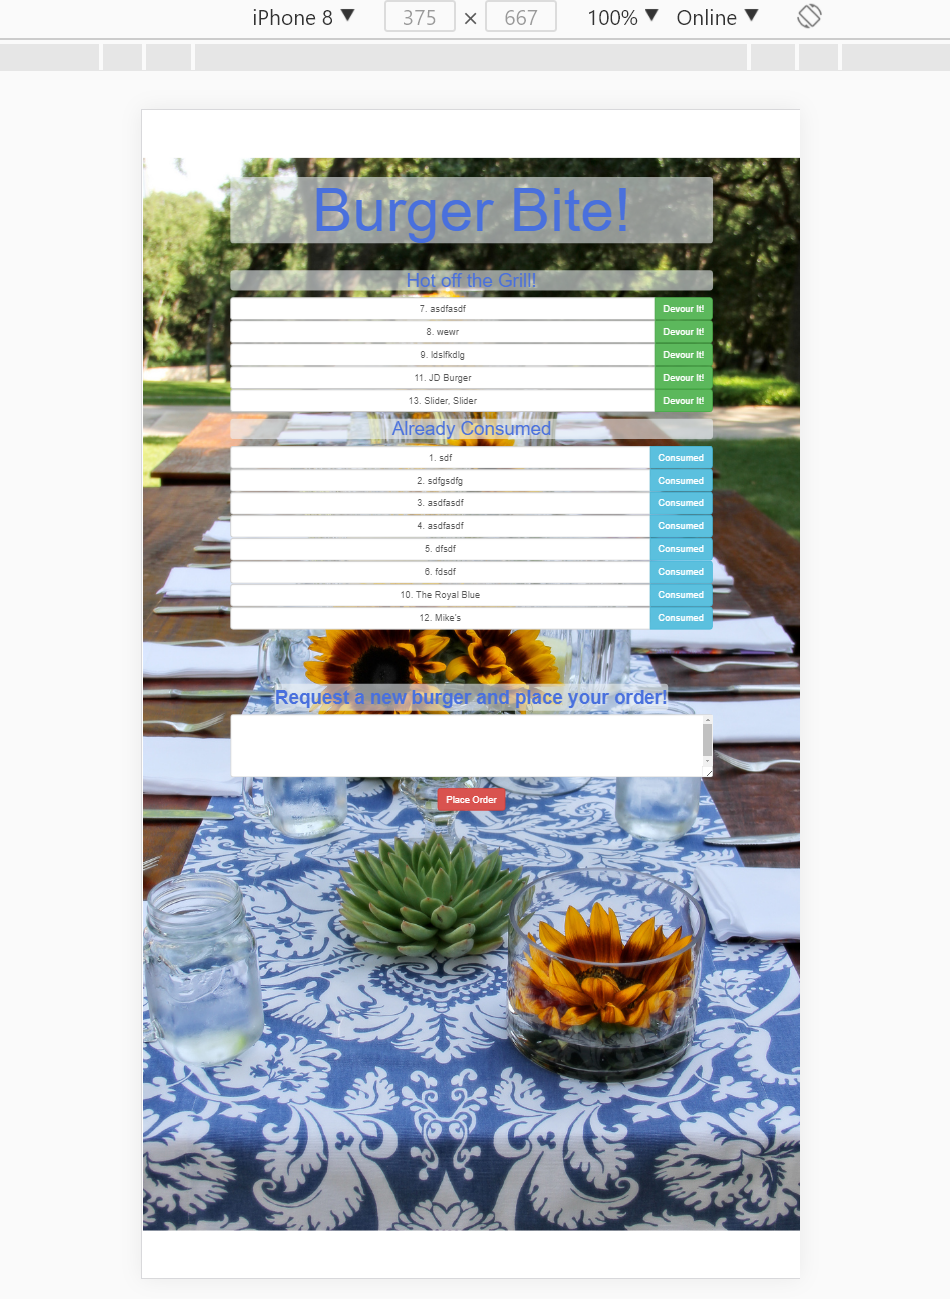 iPhone 8 ▼ 375 × 667 100% ▼ Online ▼
Burger Bite!
Hot off the Grill!
7. asdfasdf Devour It!
8. wewr Devour It!
9. ldslfkdlg Devour It!
11. JD Burger Devour It!
13. Slider, Slider Devour It!
Already Consumed
1. sdf Consumed
2. sdfgsdfg Consumed
3. asdfasdf Consumed
4. asdfasdf Consumed
5. dfsdf Consumed
6. fdsdf Consumed
10. The Royal Blue Consumed
12. Mike's Consumed
Request a new burger and place your order!
Place Order